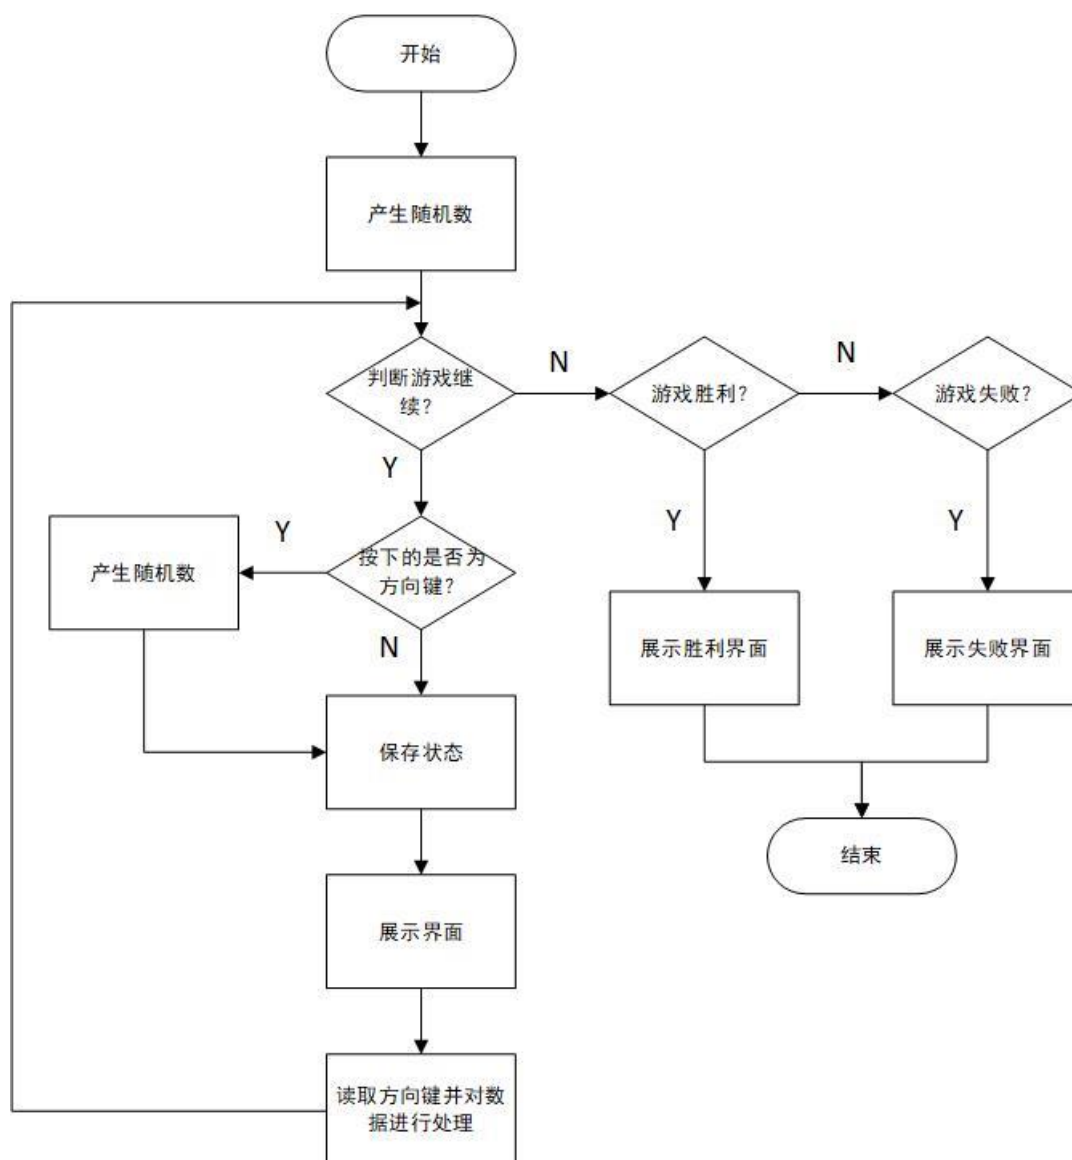 开始
产生随机数
判断游戏继
续？
N
游戏胜利？
N
游戏失败？
Y
Y
按下的是否为
方向键？
产生随机数
Y
Y
N
展示胜利界面
展示失败界面
保存状态
结束
展示界面
读取方向键并对数
据进行处理